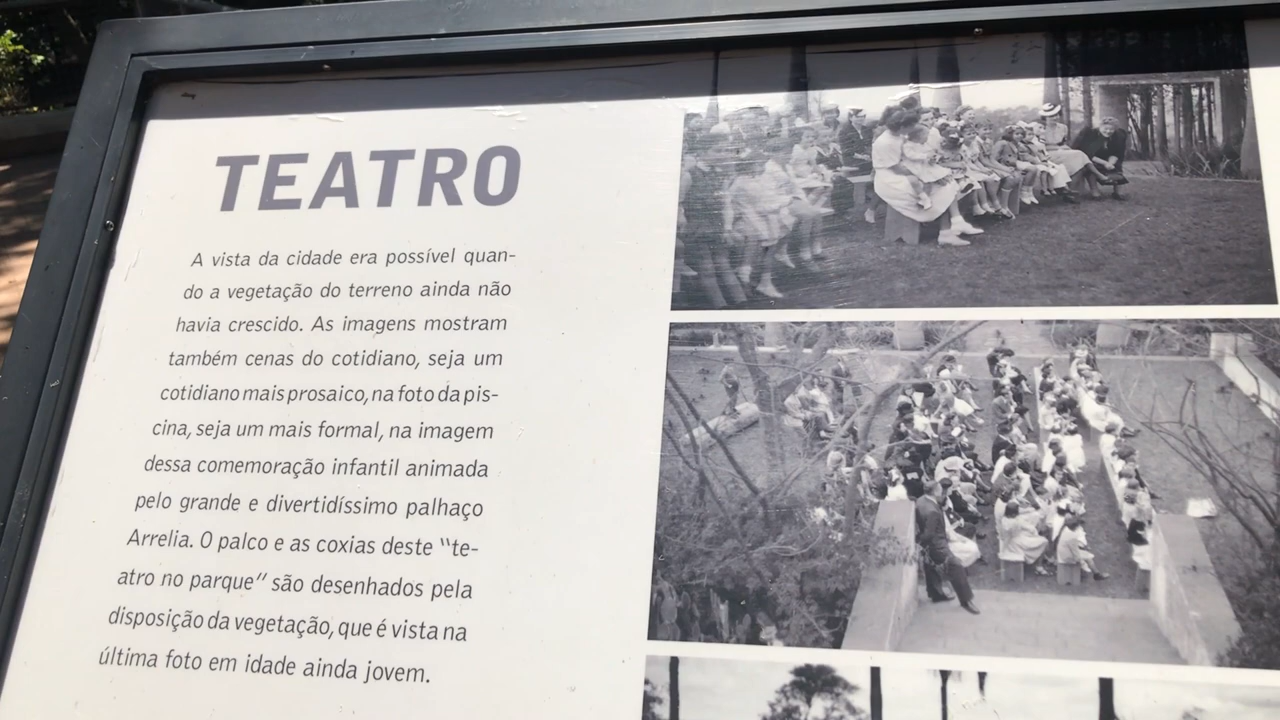 TEATRO
A vista da cidade era possível quan-
do a vegetação do terreno ainda não
havia crescido. As imagens mostram
também cenas do cotidiano, seja um
cotidiano mais prosaico, na foto da pis-
cina, seja um mais formal, na imagem
dessa comemoração infantil animada
pelo grande e divertidíssimo palhaço
Arrelia. O palco e as coxias deste “te-
atro no parque” são desenhados pela
disposição da vegetação, que é vista na
última foto em idade ainda jovem.